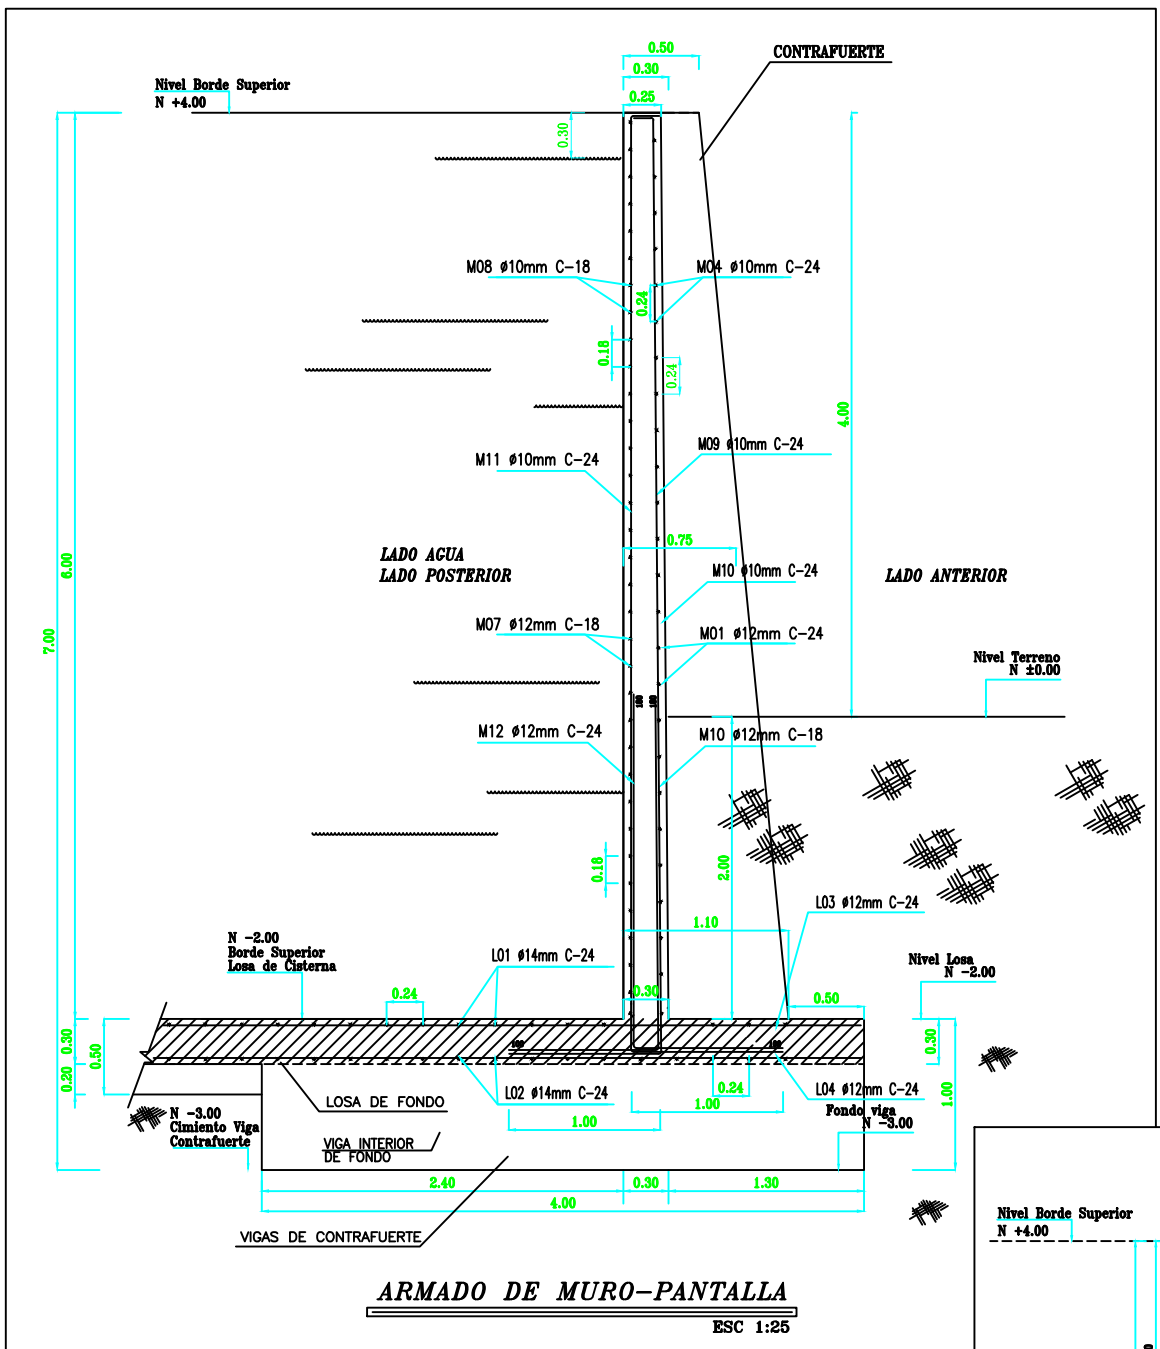 0.50
CONTRAFUERTE
0.30
Nivel Borde Superior
N +4.00
0.25
0.30
M08 ø10mm C-18
M04 ø10mm C-24
0.24
0.18
0.24
4.00
M09 ø10mm C-24
M11 ø10mm C-24
0.75
LADO AGUA
LADO POSTERIOR
LADO ANTERIOR
6.00
7.00
M10 ø10mm C-24
M07 ø12mm C-18
M01 ø12mm C-24
Nivel Terreno
N ±0.00
100
100
M12 ø12mm C-24
M10 ø12mm C-18
2.00
0.18
L03 ø12mm C-24
1.10
N -2.00
Borde Superior
Losa de Cisterna
L01 ø14mm C-24
Nivel Losa
N -2.00
0.24
0.30
0.50
0.30
0.50
0.20
100
100
0.30
1.00
L02 ø14mm C-24
0.24
L04 ø12mm C-24
LOSA DE FONDO
1.00
1.00
Fondo viga
N -3.00
N -3.00
Cimiento Viga
Contrafuerte
VIGA INTERIOR
DE FONDO
2.40
0.30
1.30
4.00
VIGAS DE CONTRAFUERTE
Nivel Borde Superior
N +4.00
ARMADO DE MURO-PANTALLA
ESC 1:25